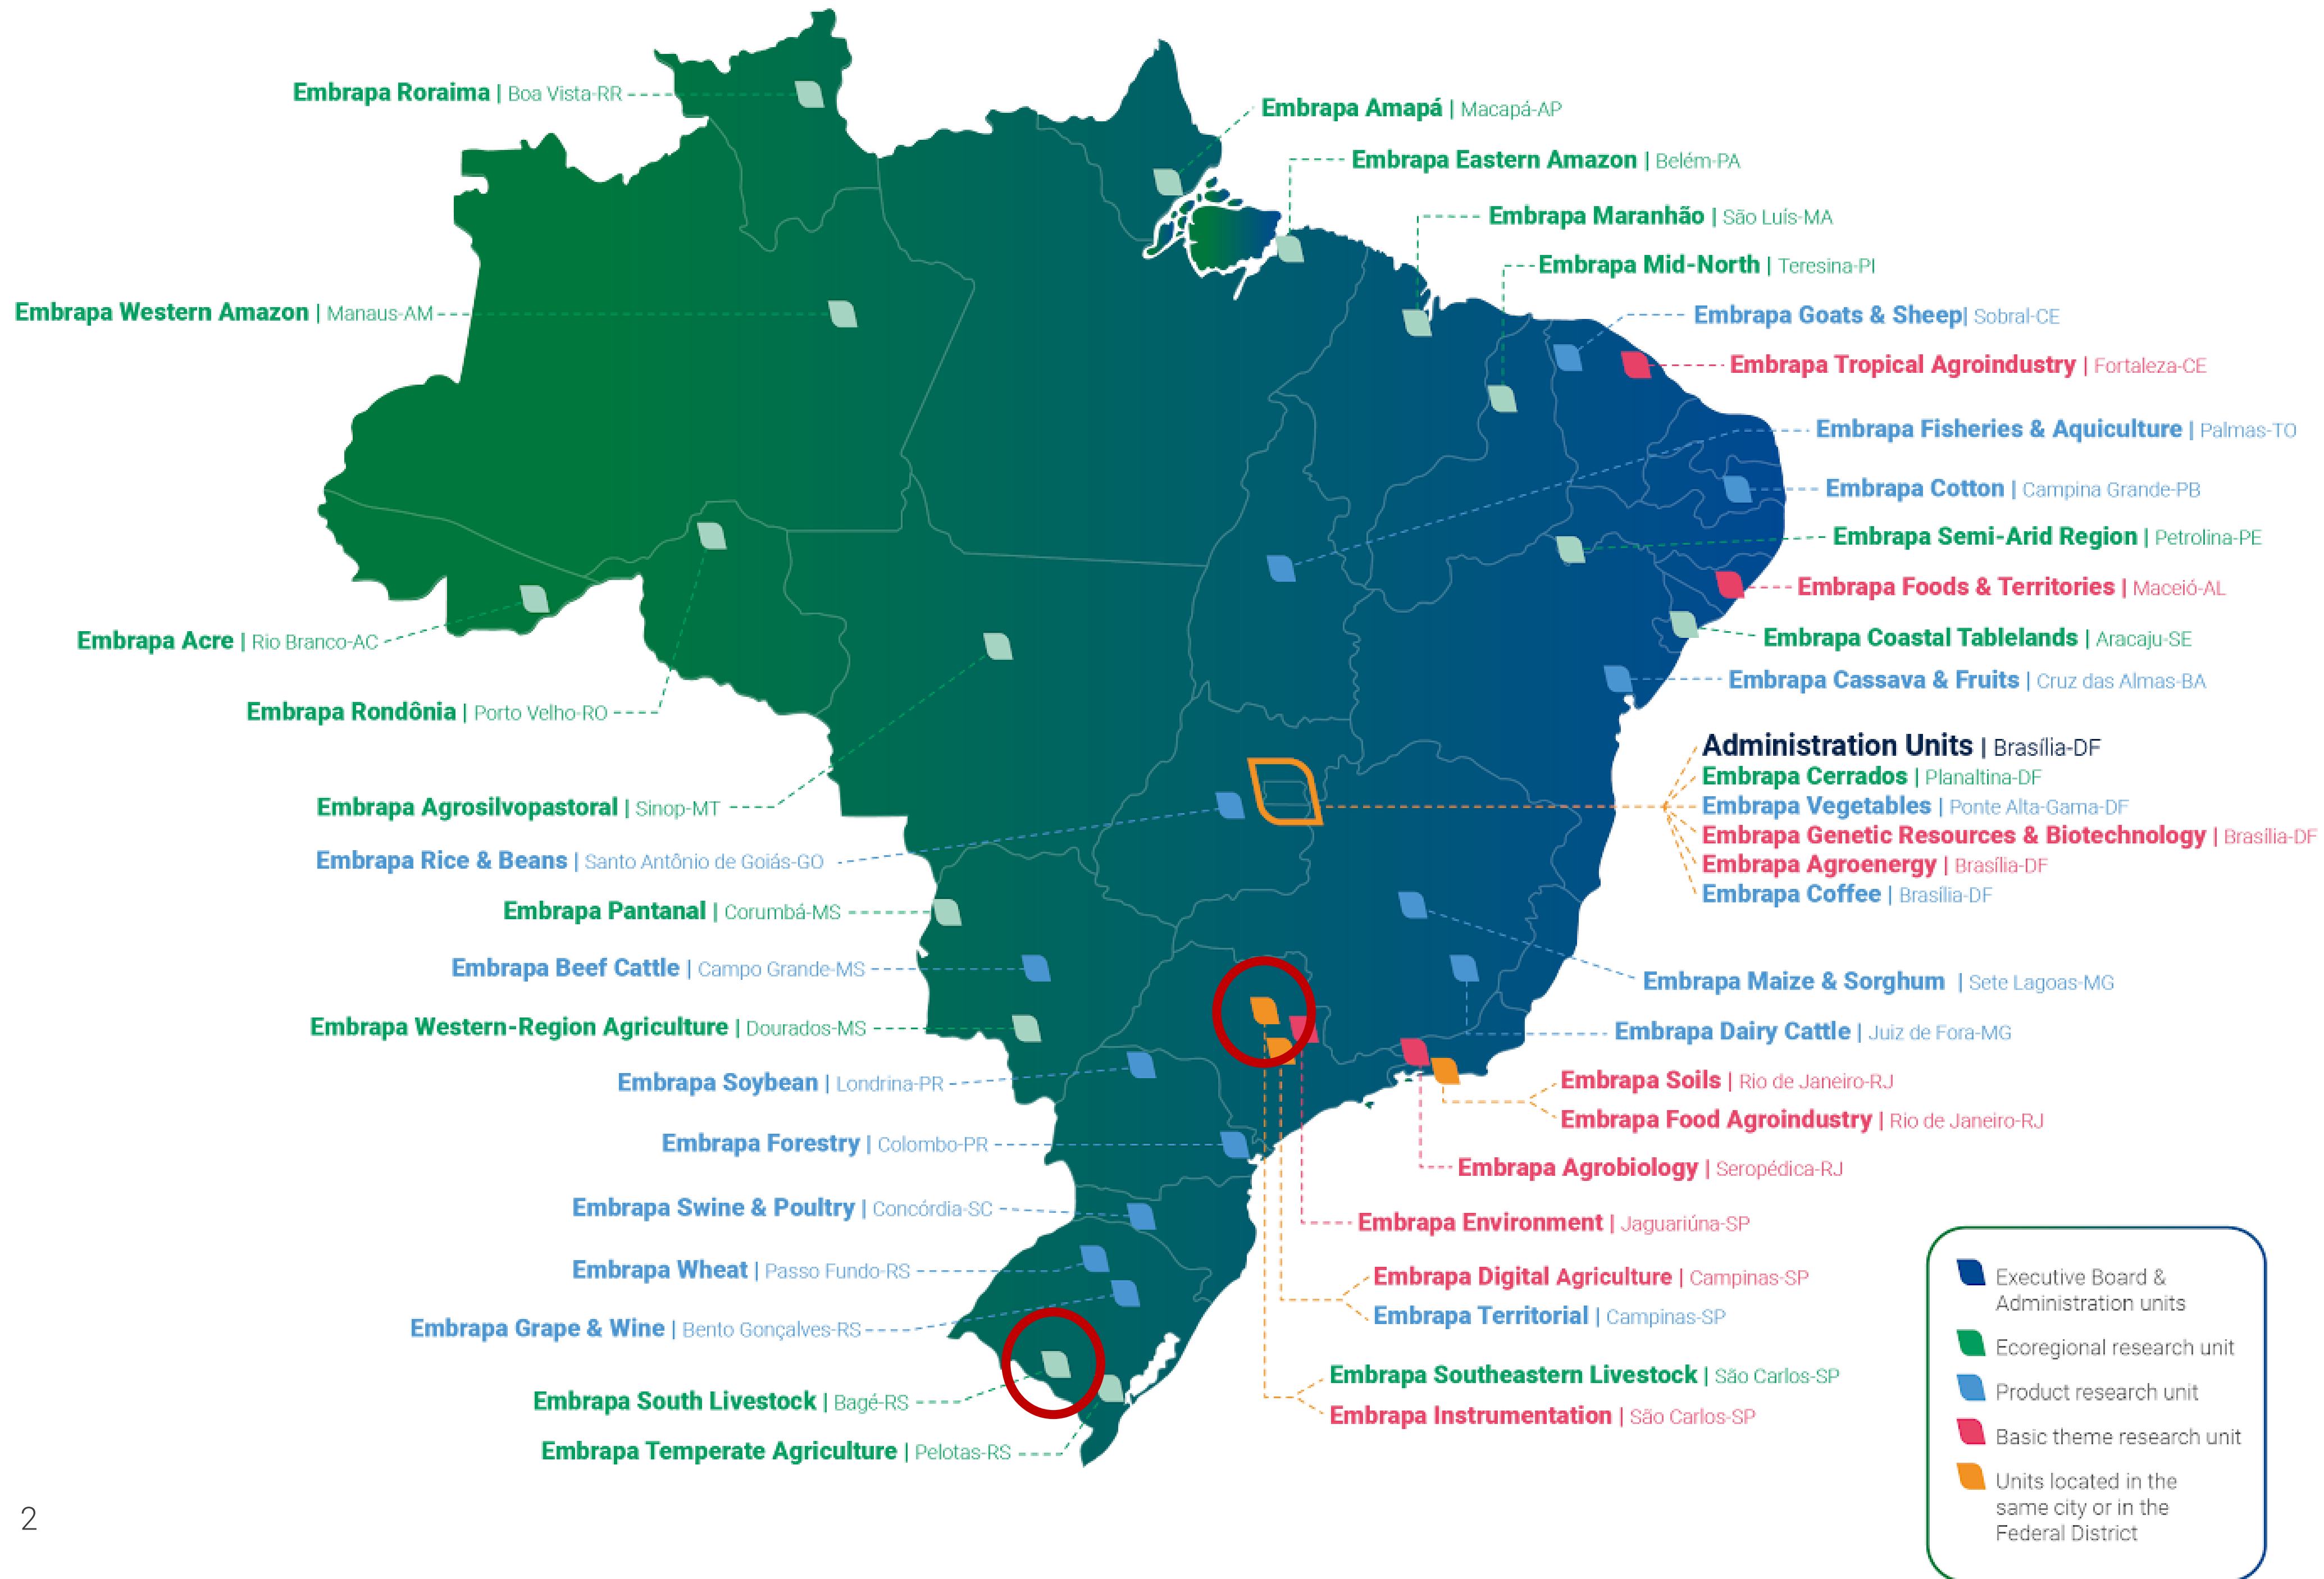 Embrapa Roraima | Boa Vista-RR
Embrapa Western Amazon | Manaus-AM
Embrapa Acre | Rio Branco-AC
Embrapa Rondônia | Porto Velho-RO
Embrapa Agrosilvopastoral | Sinop-MT
Embrapa Rice & Beans | Santo Antônio de Goiás-GO
Embrapa Pantanal | Corumbá-MS
Embrapa Beef Cattle | Campo Grande-MS
Embrapa Western-Region Agriculture | Dourados-MS
Embrapa Soybean | Londrina-PR
Embrapa Forestry | Colombo-PR
Embrapa Swine & Poultry | Concórdia-SC
Embrapa Wheat | Passo Fundo-RS
Embrapa Grape & Wine | Bento Gonçalves-RS
Embrapa South Livestock | Bagé-RS
Embrapa Temperate Agriculture | Pelotas-RS
Embrapa Amapá | Macapá-AP
Embrapa Eastern Amazon | Belém-PA
Embrapa Maranhão | São Luís-MA
Embrapa Mid-North | Teresina-PI
Embrapa Goats & Sheep| Sobral-CE
Embrapa Tropical Agroindustry | Fortaleza-CE
Embrapa Fisheries & Aquiculture | Palmas-TO
Embrapa Cotton | Campina Grande-PB
Embrapa Semi-Arid Region | Petrolina-PE
Embrapa Foods & Territories | Maceió-AL
Embrapa Coastal Tablelands | Aracaju-SE
Embrapa Cassava & Fruits | Cruz das Almas-BA
Administration Units | Brasília-DF
Embrapa Cerrados | Planaltina-DF
Embrapa Vegetables | Ponte Alta-Gama-DF
Embrapa Genetic Resources & Biotechnology | Brasília-DF
Embrapa Agroenergy | Brasília-DF
Embrapa Coffee | Brasília-DF
Embrapa Maize & Sorghum | Sete Lagoas-MG
Embrapa Dairy Cattle | Juiz de Fora-MG
Embrapa Soils | Rio de Janeiro-RJ
Embrapa Food Agroindustry | Rio de Janeiro-RJ
Embrapa Agrobiology | Seropédica-RJ
Embrapa Environment | Jaguariúna-SP
Embrapa Digital Agriculture | Campinas-SP
Embrapa Territorial | Campinas-SP
Embrapa Southeastern Livestock | São Carlos-SP
Embrapa Instrumentation | São Carlos-SP
Executive Board &
Administration units
Ecoregional research unit
Product research unit
Basic theme research unit
Units located in the
same city or in the
Federal District
2